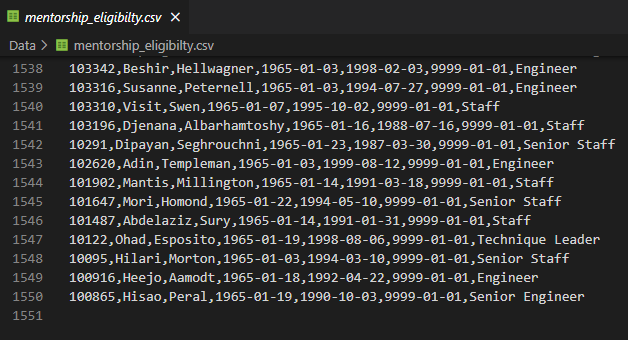 mentorship_eligibilty.csv ×
Data > mentorship_eligibilty.csv
1538 103342,Beshir,Hellwagner,1965-01-03,1998-02-03,9999-01-01,Engineer
1539 103316,Susanne,Peternell,1965-01-03,1994-07-27,9999-01-01,Engineer
1540 103310,Visit,Swen,1965-01-07,1995-10-02,9999-01-01,Staff
1541 103196,Djenana,Albarhamtoshy,1965-01-16,1988-07-16,9999-01-01,Staff
1542 10291,Dipayan,Seghrouchni,1965-01-23,1987-03-30,9999-01-01,Senior Staff
1543 102620,Adin,Templeman,1965-01-03,1999-08-12,9999-01-01,Engineer
1544 101902,Mantis,Millington,1965-01-14,1991-03-18,9999-01-01,Staff
1545 101647,Mori,Homond,1965-01-22,1994-05-10,9999-01-01,Senior Staff
1546 101487,Abdelaziz,Sury,1965-01-14,1991-01-31,9999-01-01,Staff
1547 10122,Ohad,Esposito,1965-01-19,1998-08-06,9999-01-01,Technique Leader
1548 10095,Hilari,Morton,1965-01-03,1994-03-10,9999-01-01,Senior Staff
1549 100916,Heejo,Aamodt,1965-01-18,1992-04-22,9999-01-01,Engineer
1550 100865,Hisao,Peral,1965-01-19,1990-10-03,9999-01-01,Senior Engineer
1551